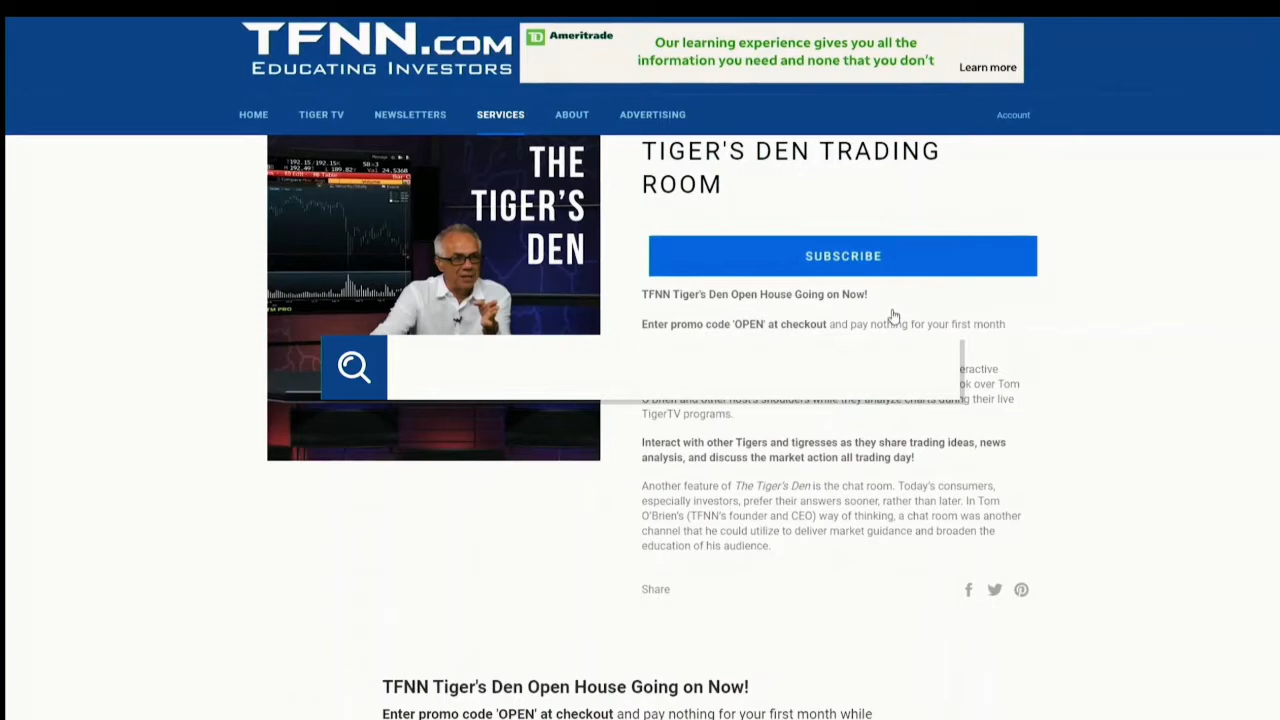 TFNN.COM
EDUCATING INVESTORS
TD Ameritrade
Our learning experience gives you all the
information you need and none that you don't
Learn more
HOME TIGER TV NEWSLETTERS SERVICES ABOUT ADVERTISING
Account
THE
TIGER'S
DEN
TIGER'S DEN TRADING
ROOM
SUBSCRIBE
TFNN Tiger's Den Open House Going on Now!
Enter promo code 'OPEN' at checkout and pay nothing for your first month
eractive
ok over Tom
O'Brien and other host's shoulders while they analyze charts during their live
TigerTV programs.
Interact with other Tigers and tigresses as they share trading ideas, news
analysis, and discuss the market action all trading day!
Another feature of The Tiger's Den is the chat room. Today's consumers,
especially investors, prefer their answers sooner, rather than later. In Tom
O'Brien's (TFNN's founder and CEO) way of thinking, a chat room was another
channel that he could utilize to deliver market guidance and broaden the
education of his audience.
Share
TFNN Tiger's Den Open House Going on Now!
Enter promo code 'OPEN' at checkout and pay nothing for your first month while